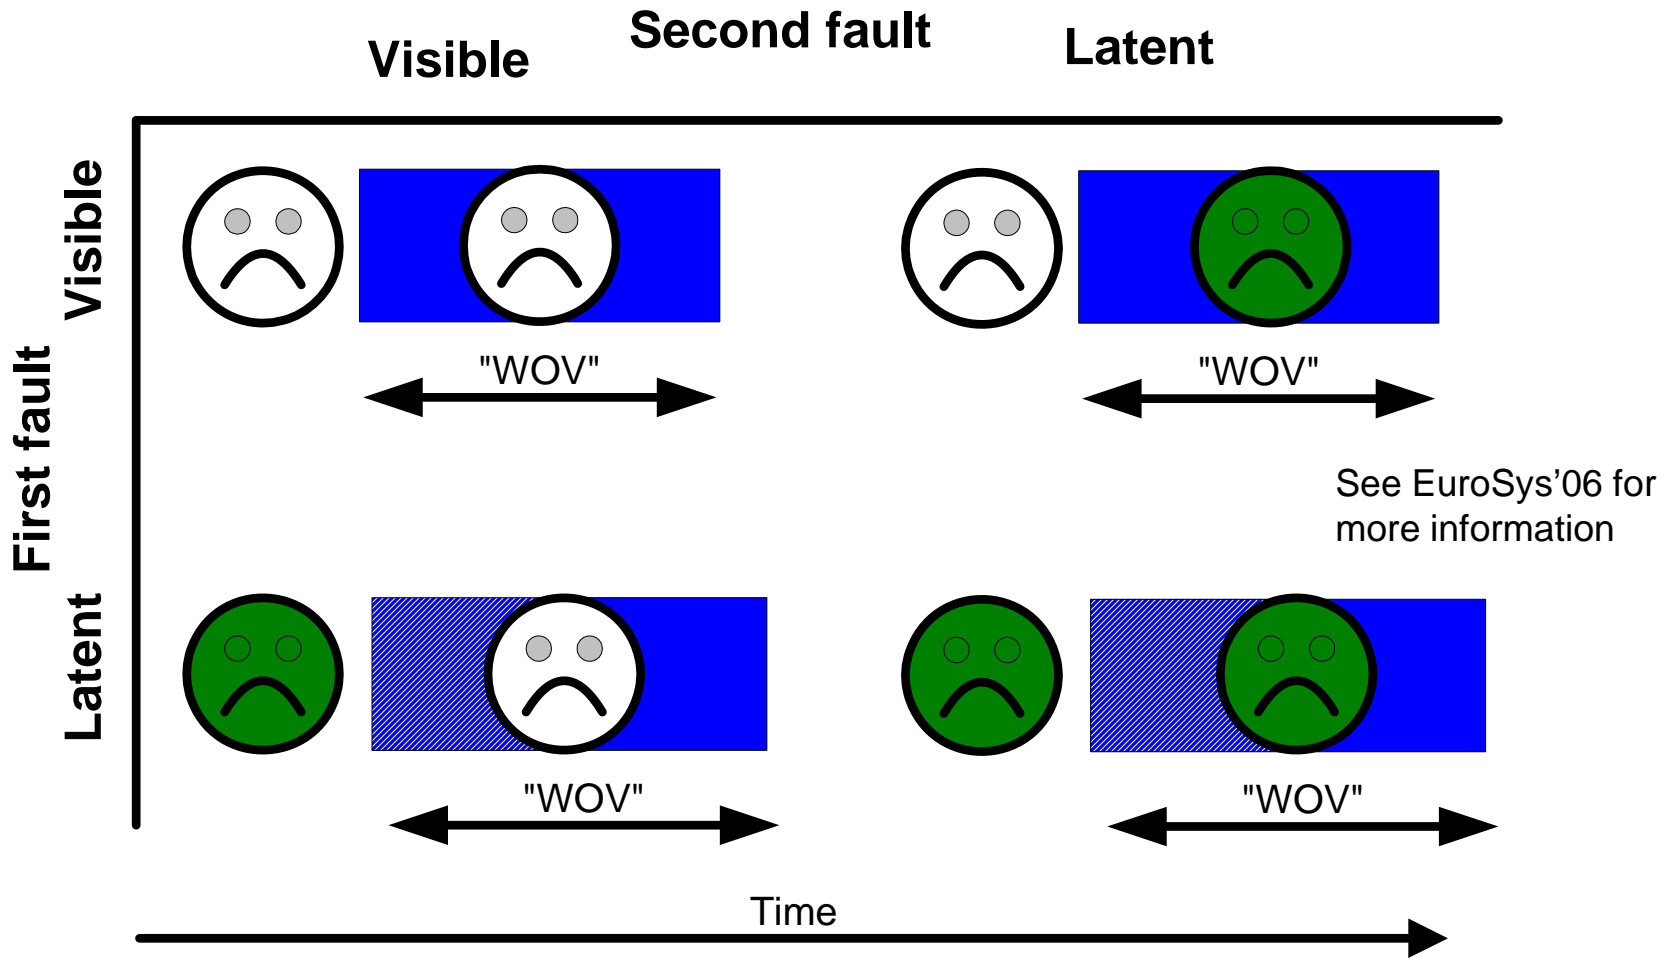 Second fault
Visible
Latent
First fault
Visible
"WOV"
"WOV"
See EuroSys’06 for
more information
Latent
"WOV"
"WOV"
Time